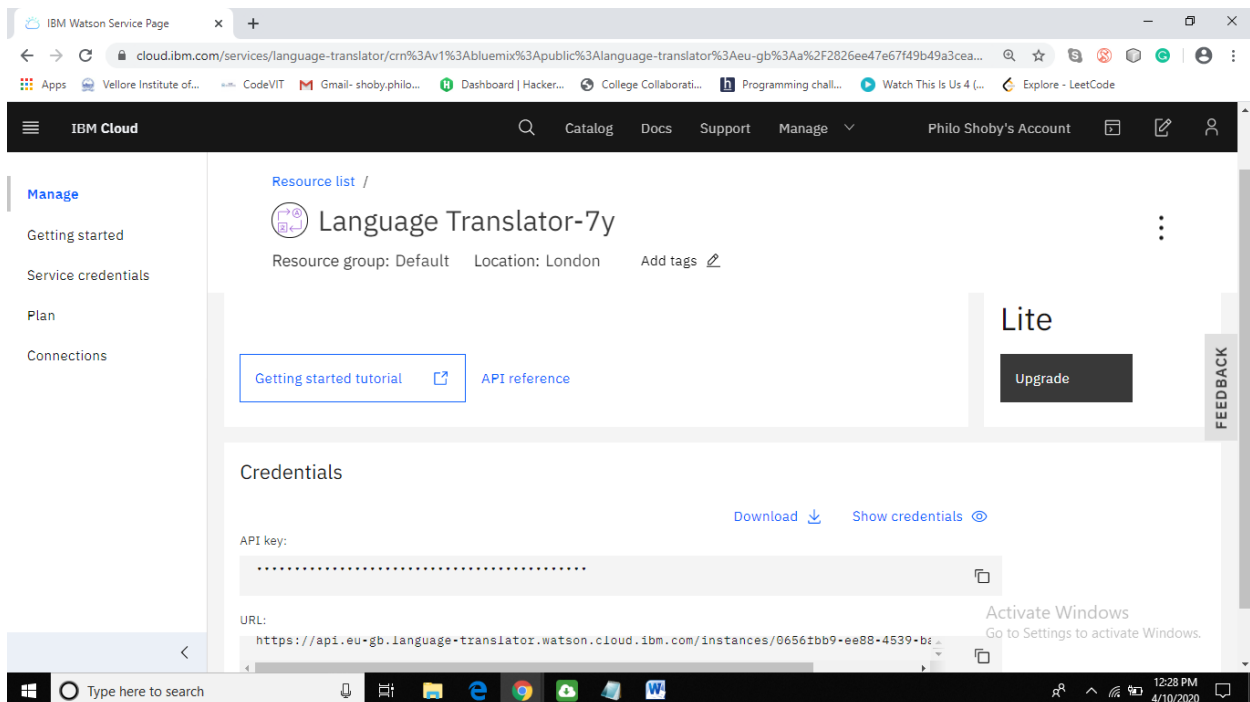 IBM Watson Service Page
cloud.ibm.com/services/language-translator/crn%3Av1%3Abluemix%3Apublic%3Alanguage-translator%3Aeu-gb%3Aa%2F2826ee47e67f49b49a3cea...
Apps Vellore Institute of... CodeVIT Gmail- shoby.philo... Dashboard | Hacker... College Collaborati... Programming chall... Watch This Is Us 4 (... Explore - LeetCode
IBM Cloud Catalog Docs Support Manage Philo Shoby's Account
Resource list /
Manage
Language Translator-7y
Getting started
Resource group: Default Location: London Add tags
Service credentials
Plan
Lite
Connections
Getting started tutorial API reference Upgrade
FEEDBACK
Credentials
Download Show credentials
API key:
URL:
https://api.eu-gb.language-translator.watson.cloud.ibm.com/instances/0656fbb9-ee88-4539-ba
Activate Windows
Go to Settings to activate Windows.
Type here to search
12:28 PM
4/10/2020